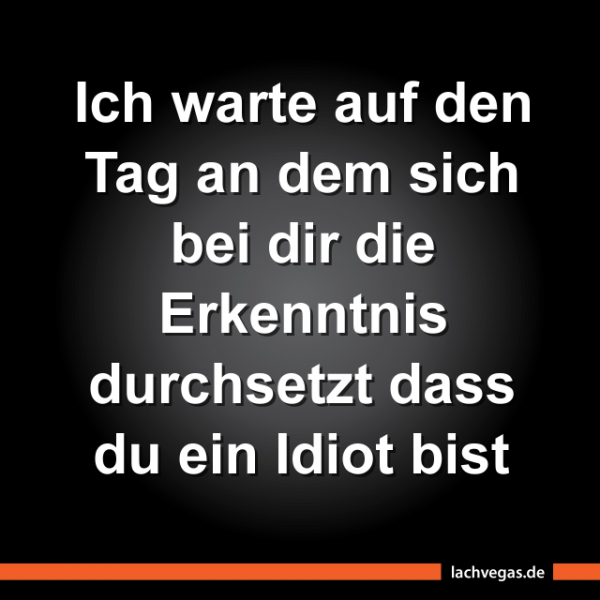 Ich warte auf den
Tag an dem sich
bei dir die
Erkenntnis
durchsetzt dass
du ein Idiot bist
lachvegas.de